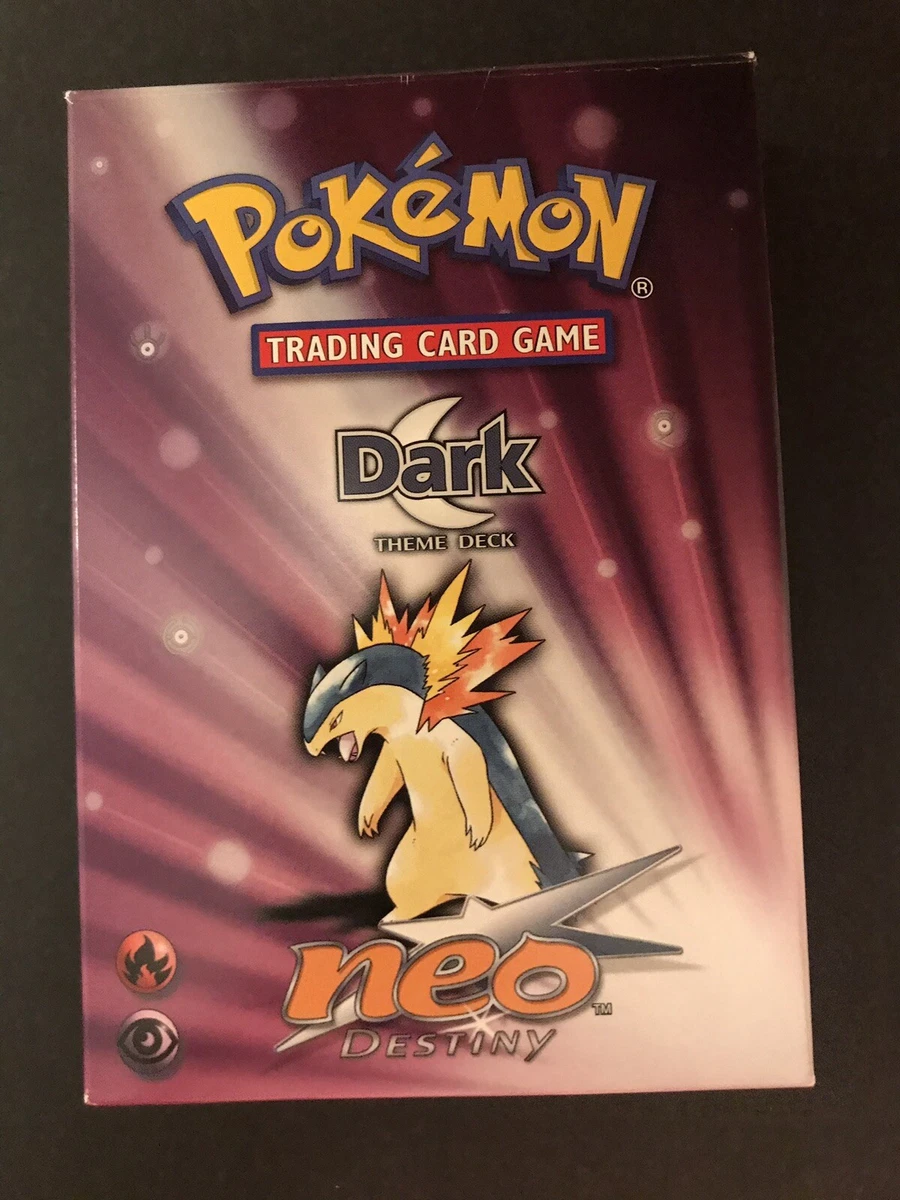 POKéMON®
TRADING CARD GAME
Dark
THEME DECK
neo™
DESTINY